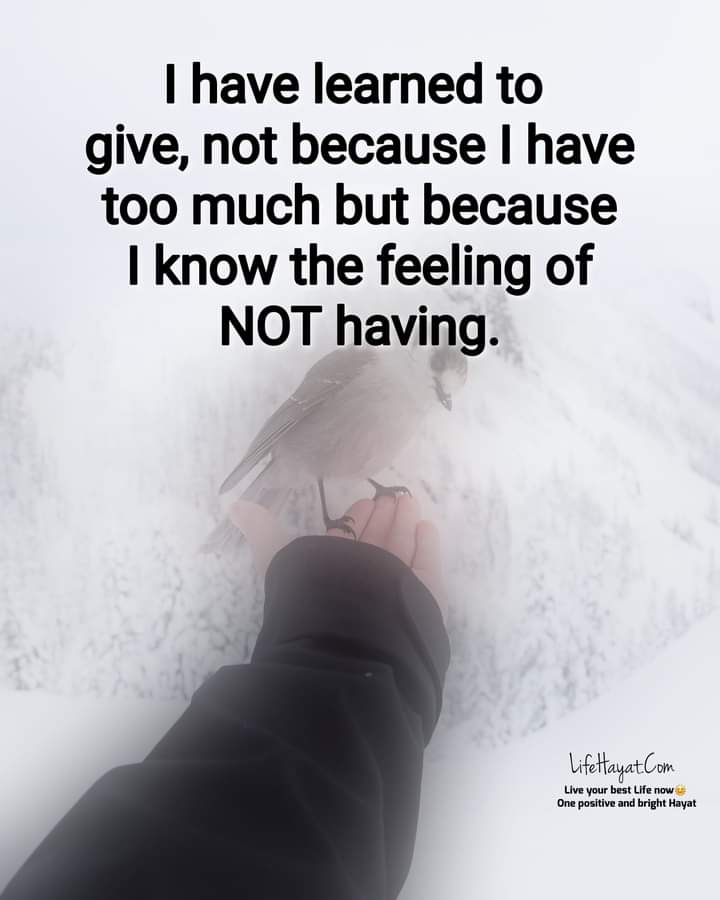 I have learned to
give, not because I have
too much but because
I know the feeling of
NOT having.
LifeHayat.Com
Live your best Life now😊
One positive and bright Hayat